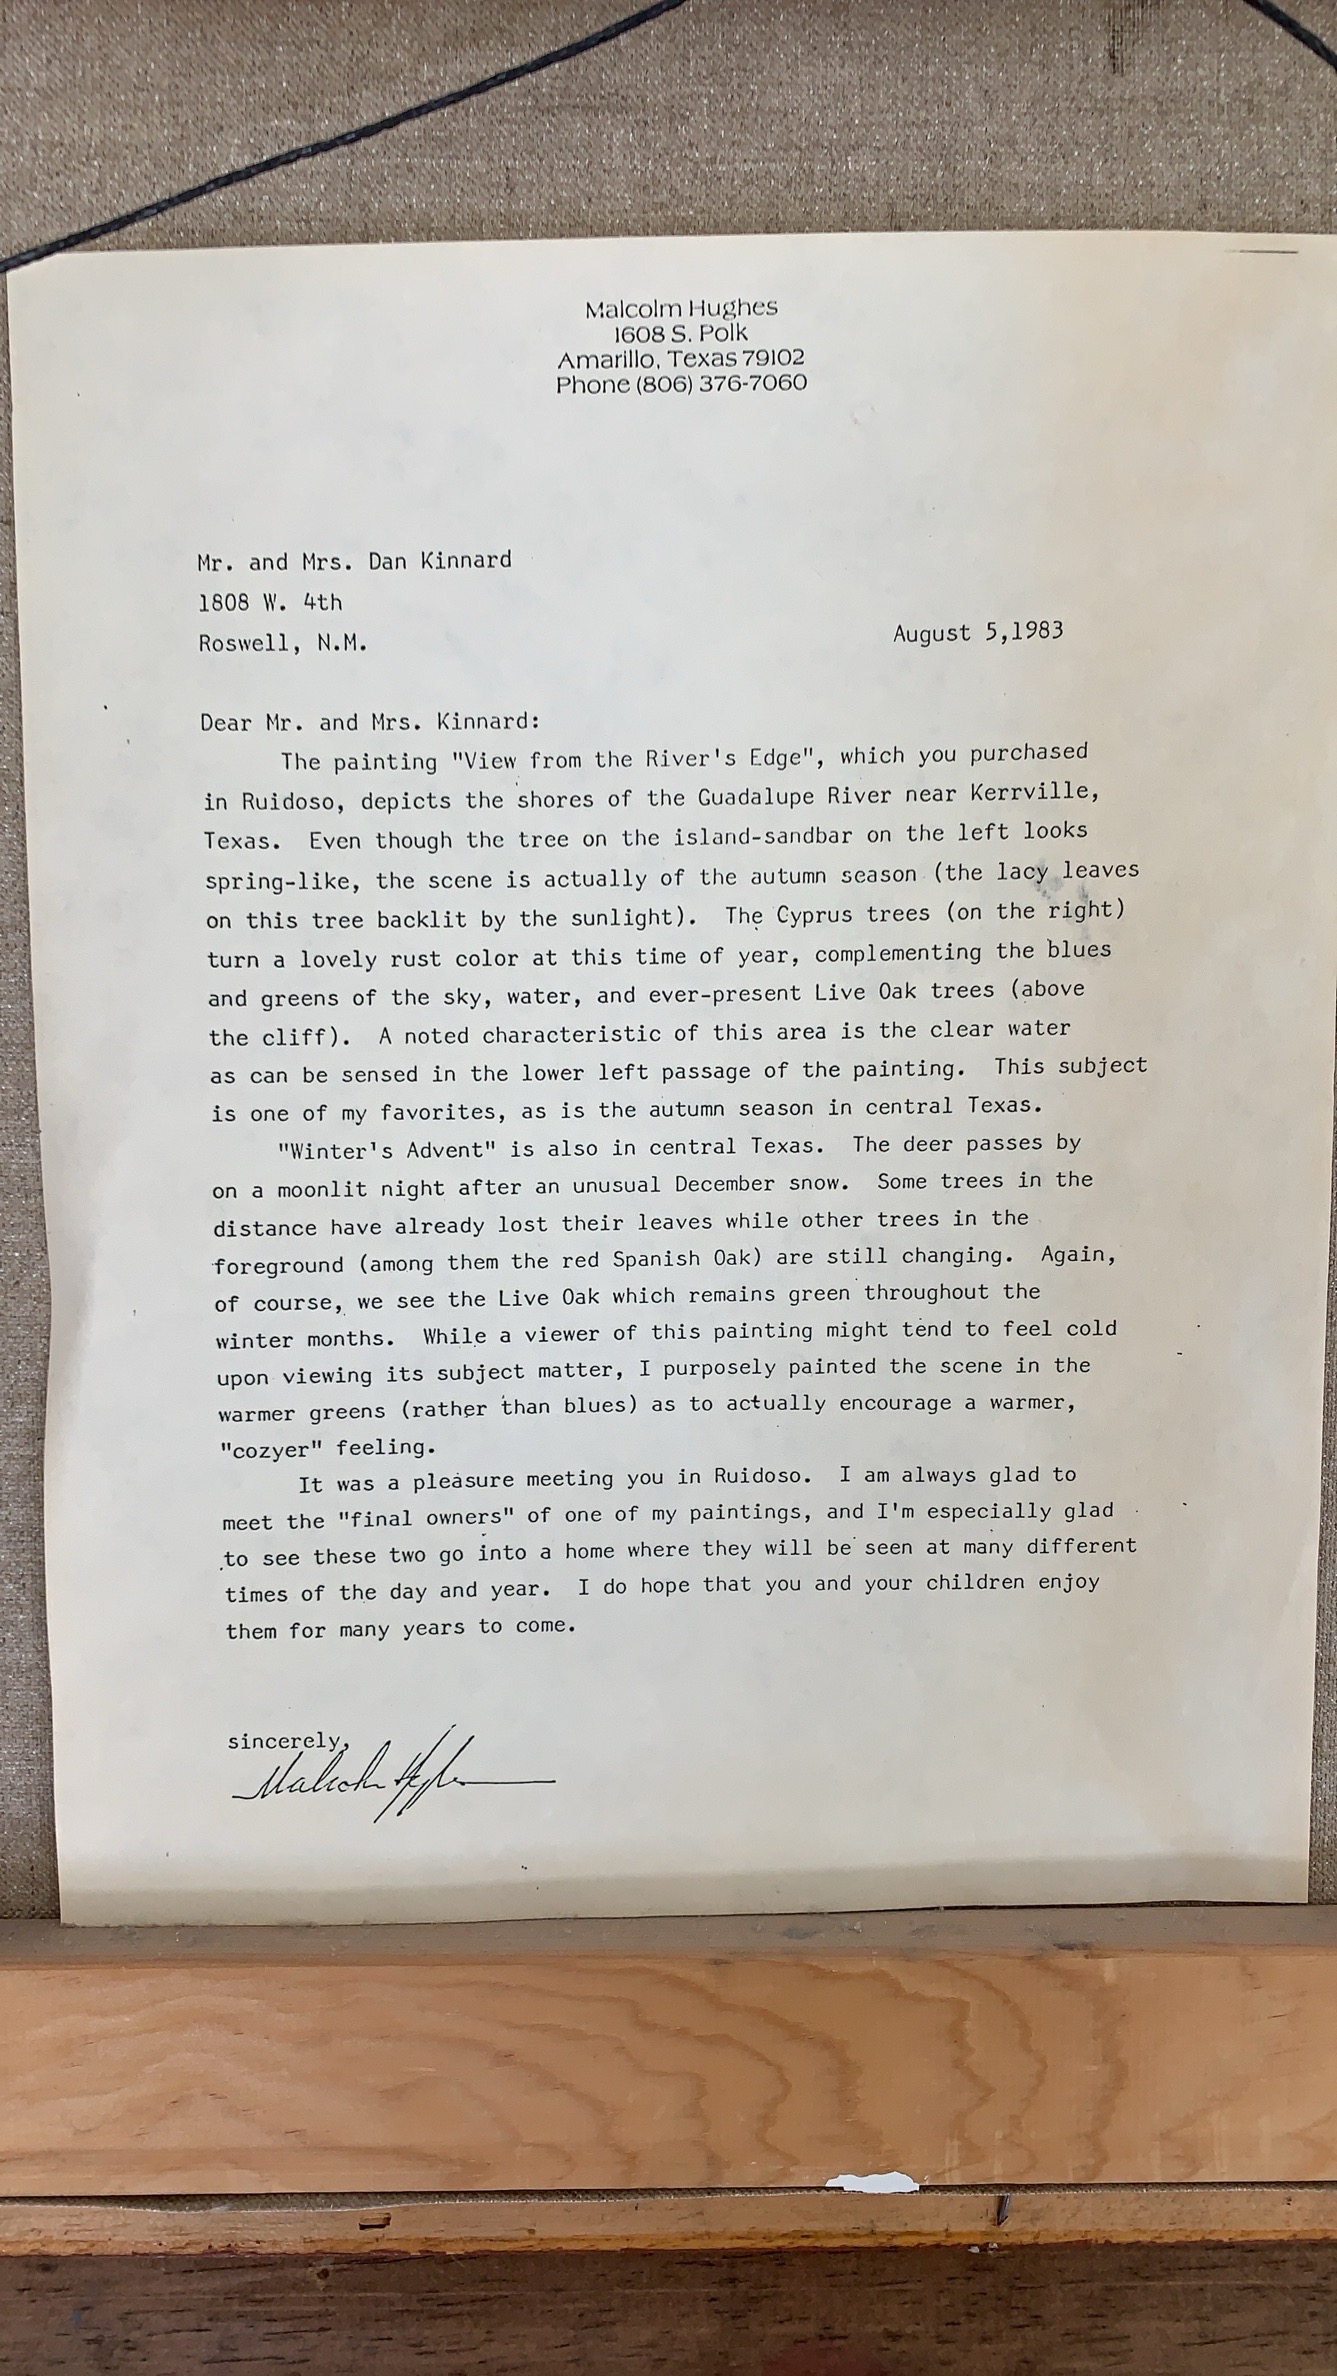 Malcolm Hughes
1608 S. Polk
Amarillo, Texas 79102
Phone (806) 376-7060
Mr. and Mrs. Dan Kinnard
1808 W. 4th
Roswell, N.M.
August 5,1983
Dear Mr. and Mrs. Kinnard:
The painting "View from the River's Edge", which you purchased
in Ruidoso, depicts the shores of the Guadalupe River near Kerrville,
Texas. Even though the tree on the island-sandbar on the left looks
spring-like, the scene is actually of the autumn season (the lacy leaves
on this tree backlit by the sunlight). The Cyprus trees (on the right)
turn a lovely rust color at this time of year, complementing the blues
and greens of the sky, water, and ever-present Live Oak trees (above
the cliff). A noted characteristic of this area is the clear water
as can be sensed in the lower left passage of the painting. This subject
is one of my favorites, as is the autumn season in central Texas.
"Winter's Advent" is also in central Texas. The deer passes by
on a moonlit night after an unusual December snow. Some trees in the
distance have already lost their leaves while other trees in the
foreground (among them the red Spanish Oak) are still changing. Again,
of course, we see the Live Oak which remains green throughout the
winter months. While a viewer of this painting might tend to feel cold
upon viewing its subject matter, I purposely painted the scene in the
warmer greens (rather than blues) as to actually encourage a warmer,
"cozyer" feeling.
It was a pleasure meeting you in Ruidoso. I am always glad to
meet the "final owners" of one of my paintings, and I'm especially glad
to see these two go into a home where they will be seen at many different
times of the day and year. I do hope that you and your children enjoy
them for many years to come.
sincerely,
Malcolm Hughes